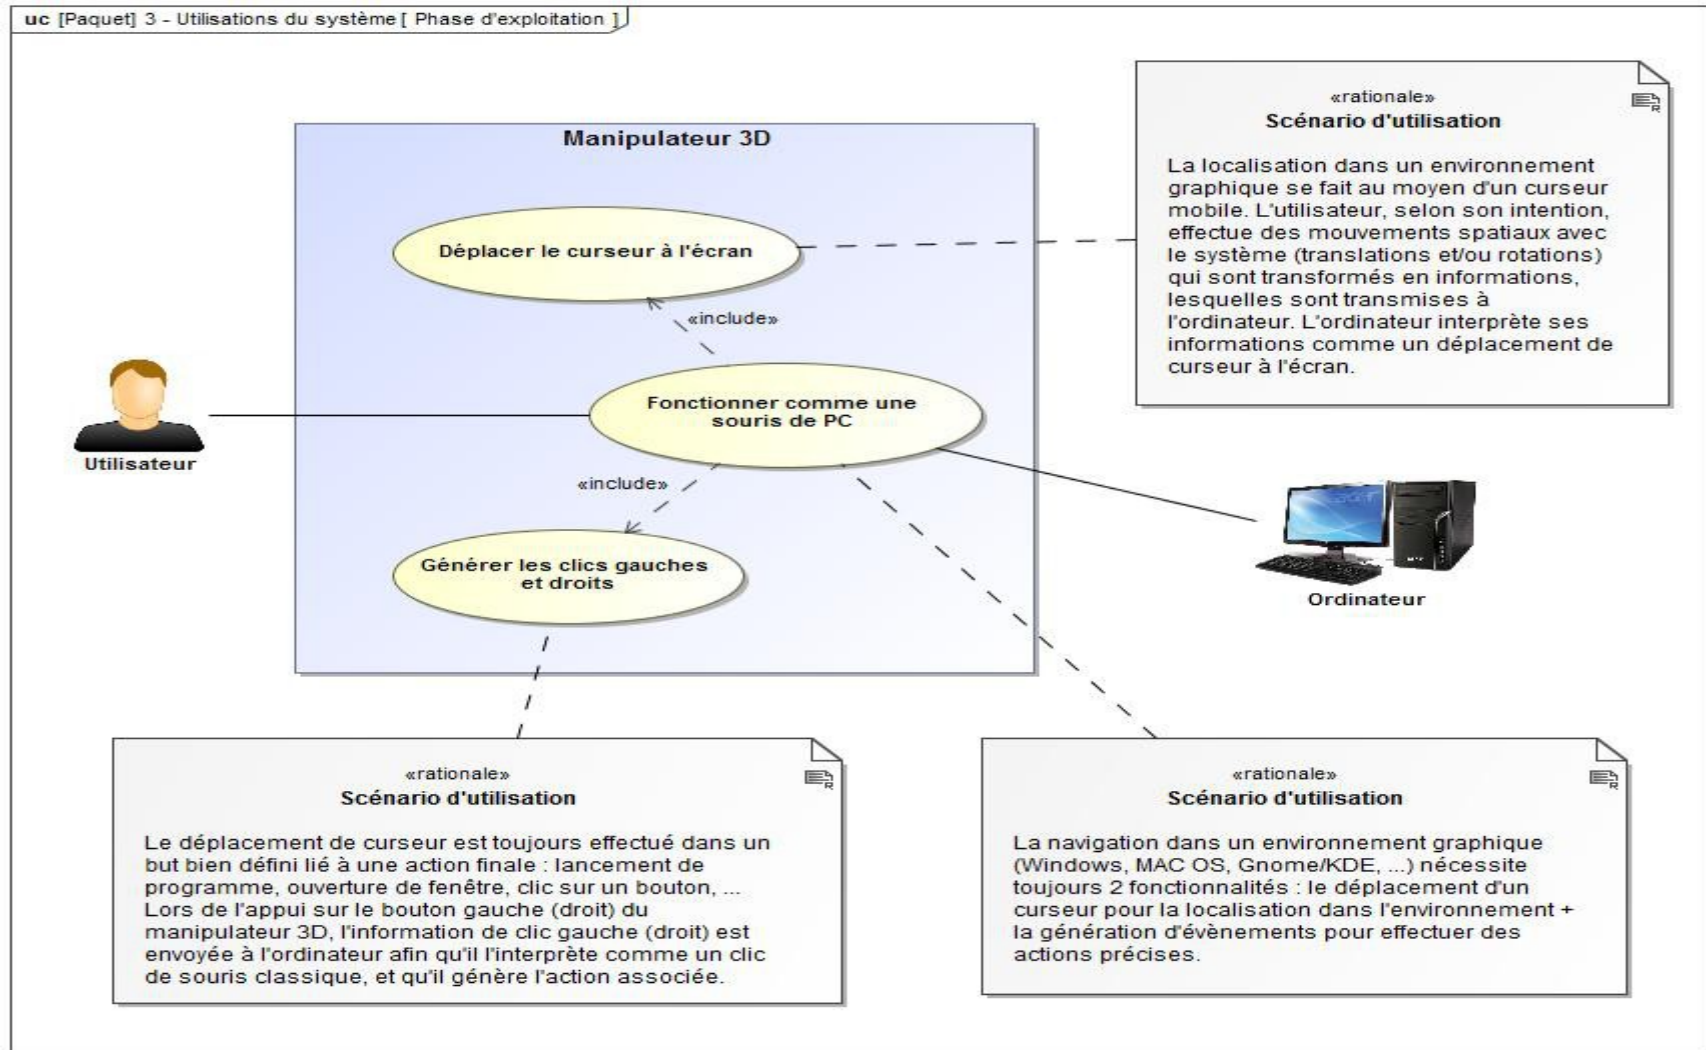 uc [Paquet] 3 - Utilisations du système [ Phase d'exploitation ]
Manipulateur 3D
Déplacer le curseur à l'écran
«include»
Fonctionner comme une
souris de PC
«include»
Générer les clics gauches
et droits
Utilisateur
Ordinateur
«rationale»
Scénario d'utilisation
La localisation dans un environnement
graphique se fait au moyen d'un curseur
mobile. L'utilisateur, selon son intention,
effectue des mouvements spatiaux avec
le système (translations et/ou rotations)
qui sont transformés en informations,
lesquelles sont transmises à
l'ordinateur. L'ordinateur interprète ses
informations comme un déplacement de
curseur à l'écran.
«rationale»
Scénario d'utilisation
Le déplacement de curseur est toujours effectué dans un
but bien défini lié à une action finale : lancement de
programme, ouverture de fenêtre, clic sur un bouton, ...
Lors de l'appui sur le bouton gauche (droit) du
manipulateur 3D, l'information de clic gauche (droit) est
envoyée à l'ordinateur afin qu'il l'interprète comme un clic
de souris classique, et qu'il génère l'action associée.
«rationale»
Scénario d'utilisation
La navigation dans un environnement graphique
(Windows, MAC OS, Gnome/KDE, ...) nécessite
toujours 2 fonctionnalités : le déplacement d'un
curseur pour la localisation dans l'environnement +
la génération d'évènements pour effectuer des
actions précises.